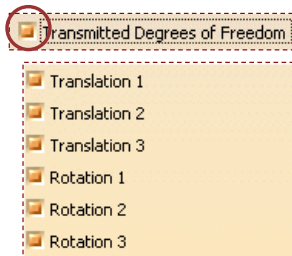 Transmitted Degrees of Freedom
Translation 1
Translation 2
Translation 3
Rotation 1
Rotation 2
Rotation 3